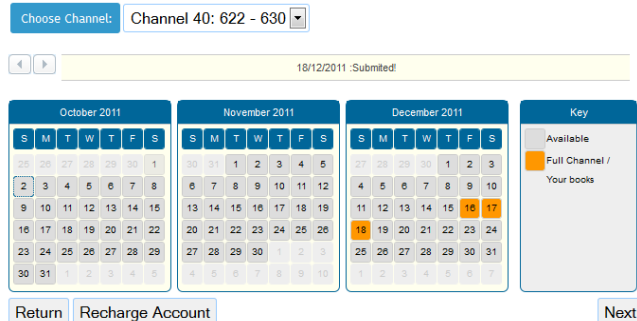 Choose Channel: Channel 40: 622 - 630
18/12/2011 :Submited!
October 2011
S M T W T F S
25 26 27 28 29 30 1
2 3 4 5 6 7 8
9 10 11 12 13 14 15
16 17 18 19 20 21 22
23 24 25 26 27 28 29
30 31 1 2 3 4 5
November 2011
S M T W T F S
30 31 1 2 3 4 5
6 7 8 9 10 11 12
13 14 15 16 17 18 19
20 21 22 23 24 25 26
27 28 29 30 1 2 3
4 5 6 7 8 9 10
December 2011
S M T W T F S
27 28 29 30 1 2 3
4 5 6 7 8 9 10
11 12 13 14 15 16 17
18 19 20 21 22 23 24
25 26 27 28 29 30 31
1 2 3 4 5 6 7
Key
Available
Full Channel /
Your books
Return Recharge Account Next